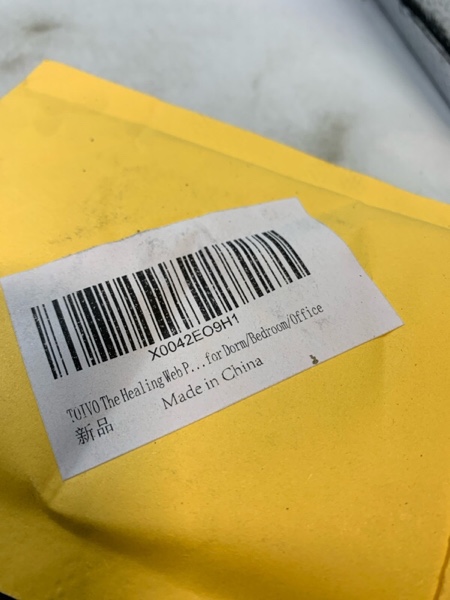 X0042EO9H1
TOIVO The Healing Web P...for Dorm/Bedroom/Office
新品
Made in China